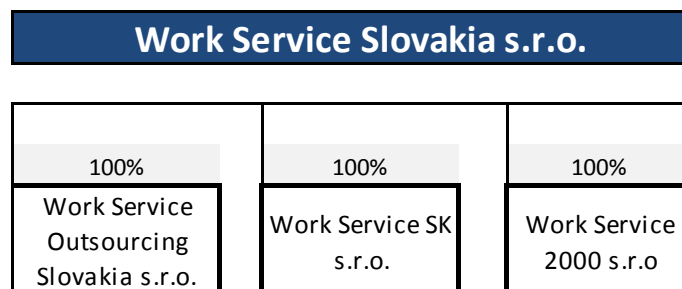 Work Service Slovakia s.r.o.
100%
100%
100%
Work Service
Outsourcing
Slovakia s.r.o.
Work Service SK
s.r.o.
Work Service
2000 s.r.o